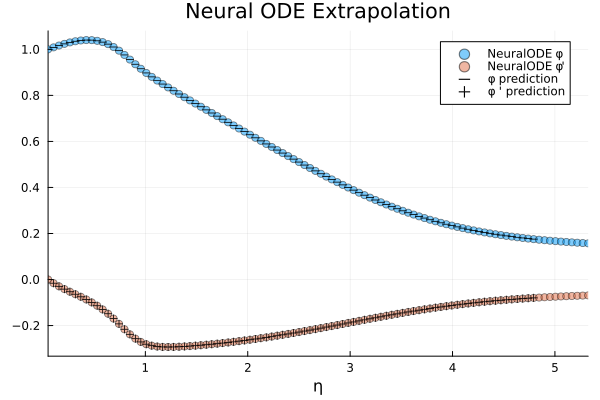 Neural ODE Extrapolation
NeuralODE φ
NeuralODE φ'
φ prediction
φ ' prediction
1.0
0.8
0.6
0.4
0.2
0.0
−0.2
1 2 3 4 5
η